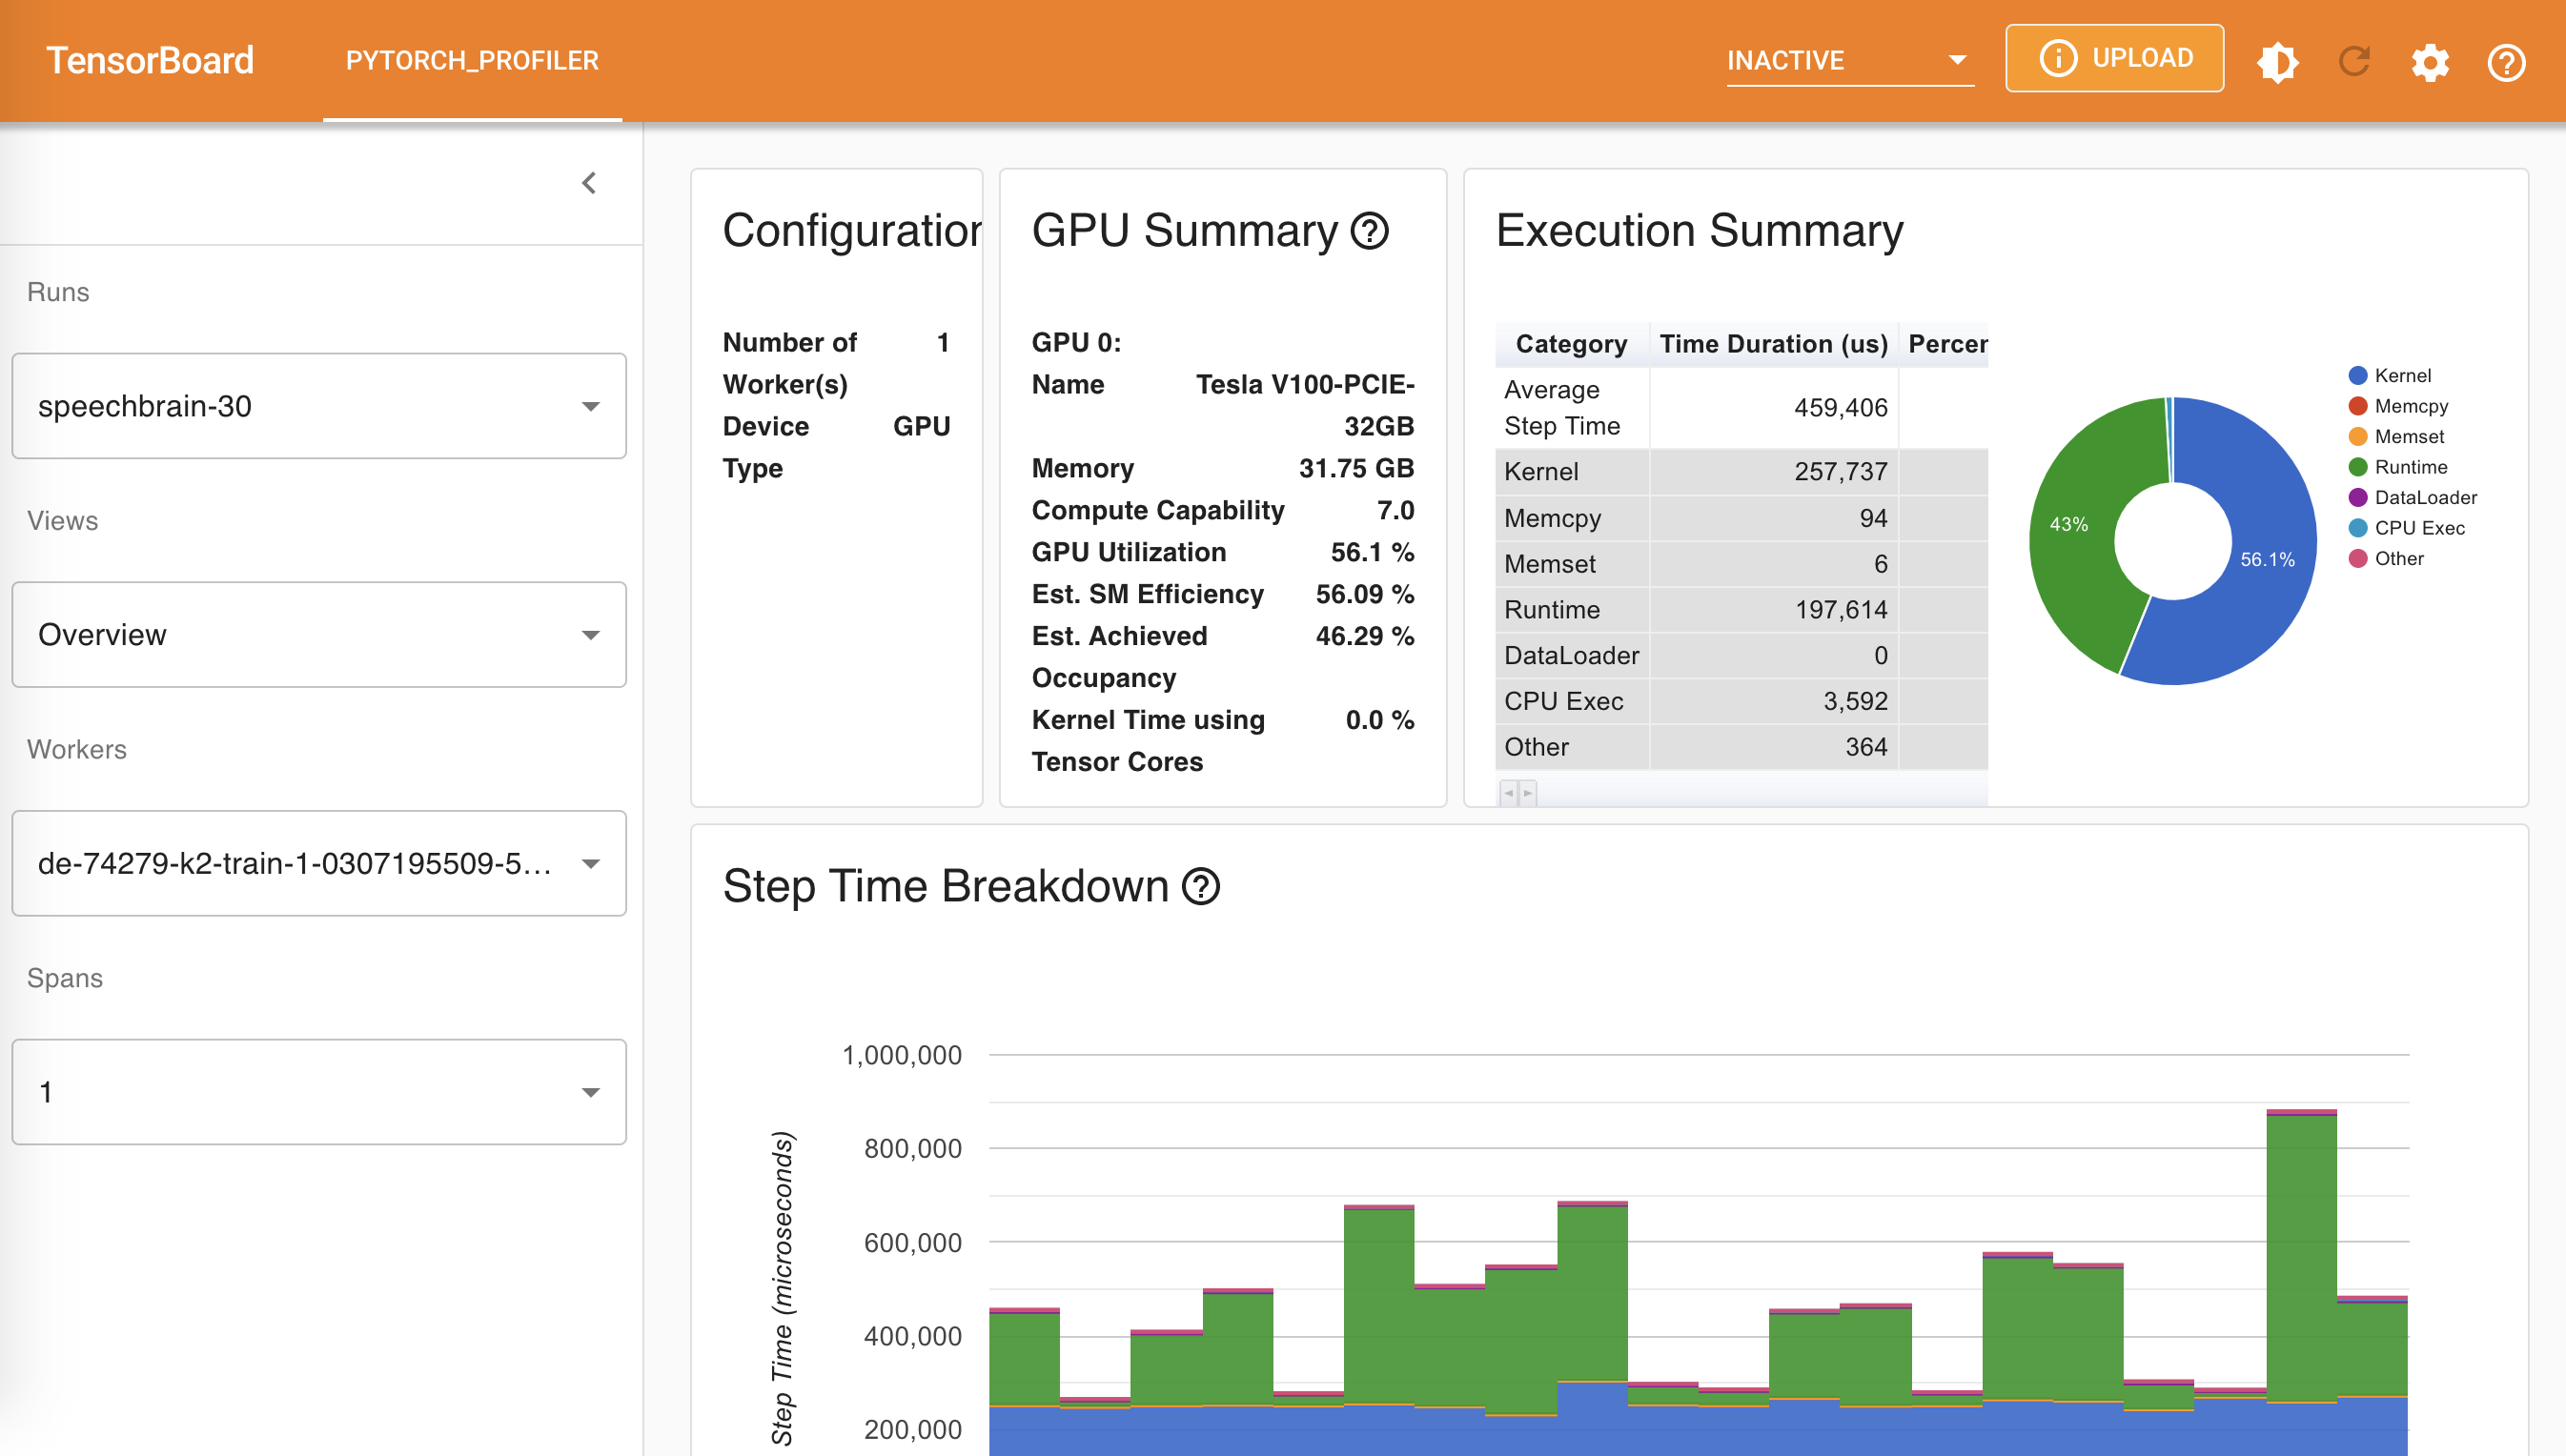 TensorBoard
PYTORCH_PROFILER
INACTIVE
UPLOAD
Runs
speechbrain-30
Views
Overview
Workers
de-74279-k2-train-1-0307195509-5...
Spans
1
Configuration
Number of Worker(s) 1
Device Type GPU
GPU Summary
GPU 0:
Name Tesla V100-PCIE-32GB
Memory 31.75 GB
Compute Capability 7.0
GPU Utilization 56.1 %
Est. SM Efficiency 56.09 %
Est. Achieved Occupancy 46.29 %
Kernel Time using Tensor Cores 0.0 %
Execution Summary
Category Time Duration (us) Percen
Average Step Time 459,406
Kernel 257,737
Memcpy 94
Memset 6
Runtime 197,614
DataLoader 0
CPU Exec 3,592
Other 364
43%
56.1%
Kernel
Memcpy
Memset
Runtime
DataLoader
CPU Exec
Other
Step Time Breakdown
Step Time (microseconds)
1,000,000
800,000
600,000
400,000
200,000